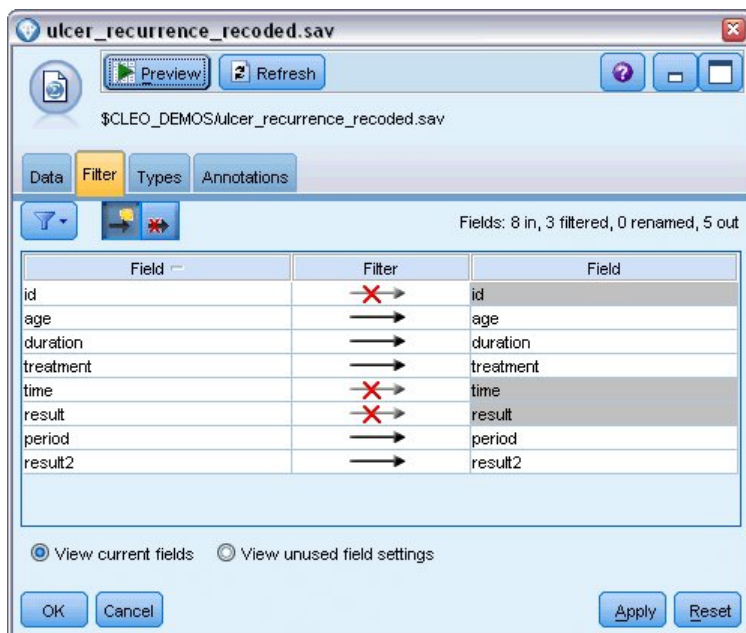 ulcer_recurrence_recoded.sav
Preview Refresh
$CLEO_DEMOS/ulcer_recurrence_recoded.sav
Data Filter Types Annotations
Fields: 8 in, 3 filtered, 0 renamed, 5 out
Field Filter Field
id id
age age
duration duration
treatment treatment
time time
result result
period period
result2 result2
View current fields View unused field settings
OK Cancel Apply Reset